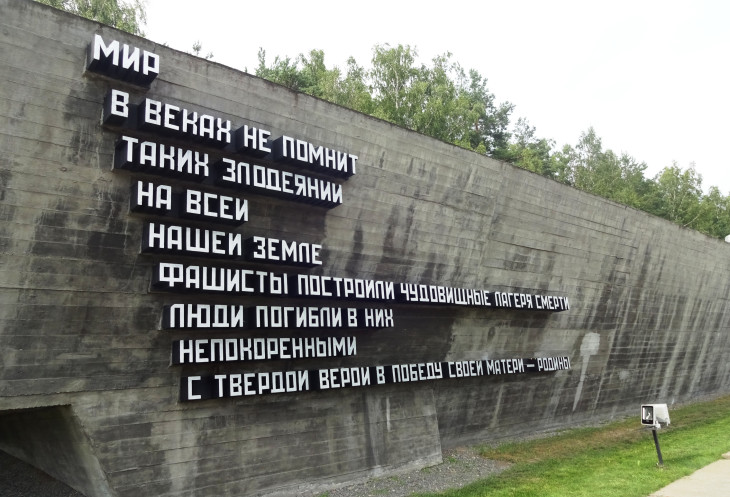 МИР
В ВЕКАХ НЕ ПОМНИТ
ТАКИХ ЗЛОДЕЯНИЙ
НА ВСЕЙ
НАШЕЙ ЗЕМЛЕ
ФАШИСТЫ ПОСТРОИЛИ ЧУДОВИЩНЫЕ ЛАГЕРЯ СМЕРТИ
ЛЮДИ ПОГИБЛИ В НИХ
НЕПОКОРЕННЫМИ
С ТВЕРДОЙ ВЕРОЙ В ПОБЕДУ СВОЕЙ МАТЕРИ — РОДИНЫ